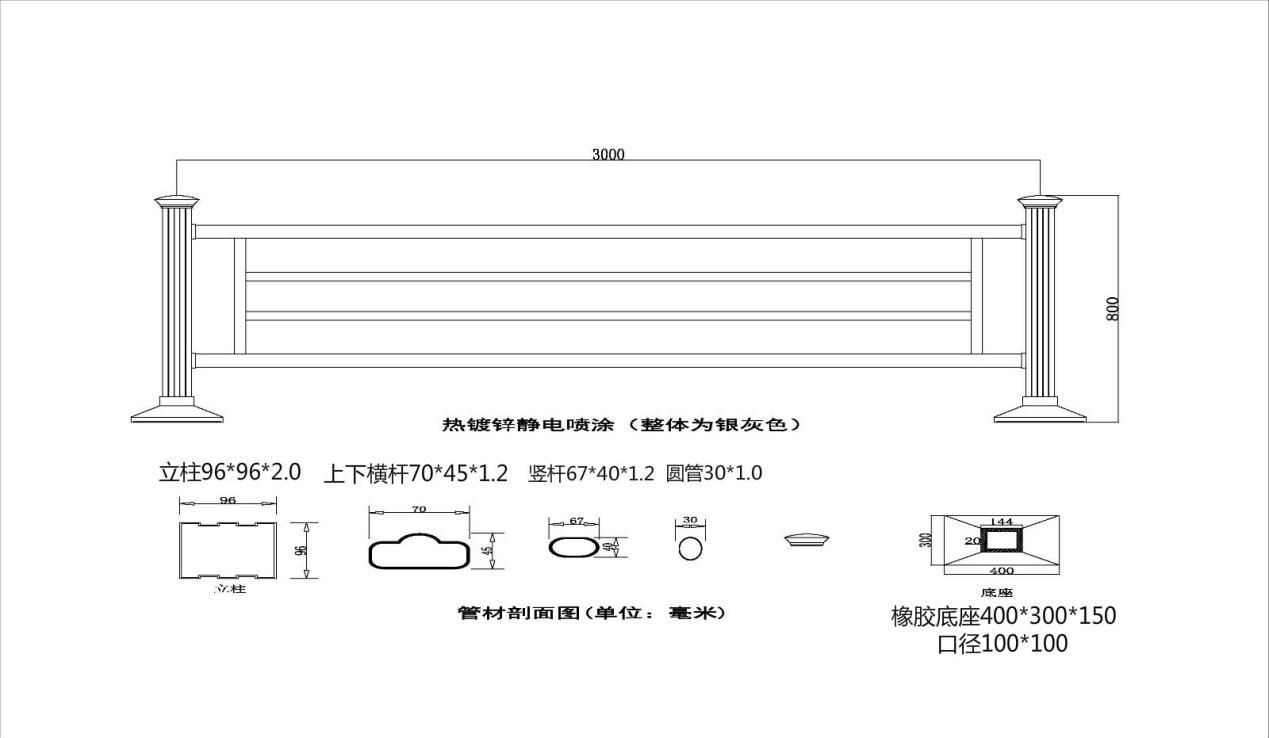 3000
800
热镀锌静电喷涂（整体为银灰色）
立柱96*96*2.0 上下横杆70*45*1.2 竖杆67*40*1.2 圆管30*1.0
96
96
立柱
70
45
67
40
30
144
300
20
400
底座
管材剖面图(单位：毫米)
橡胶底座400*300*150
口径100*100